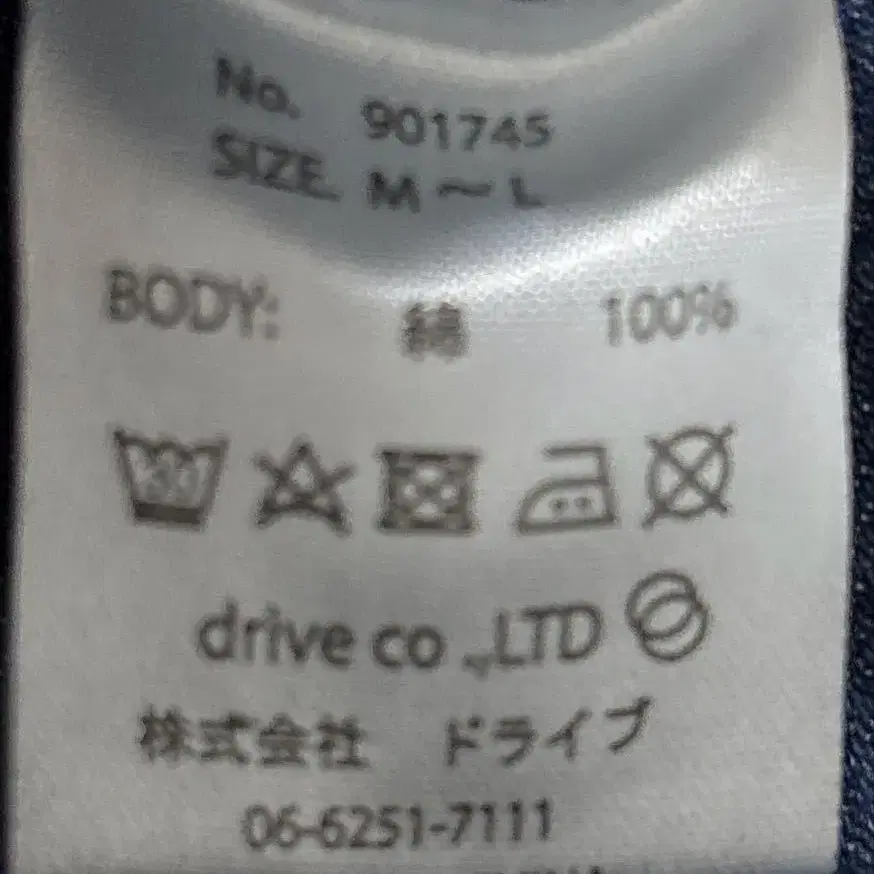 No. 901745
SIZE M～L
BODY: 綿 100%
30
drive co.,LTD
株式会社 ドライブ
06-6251-7111